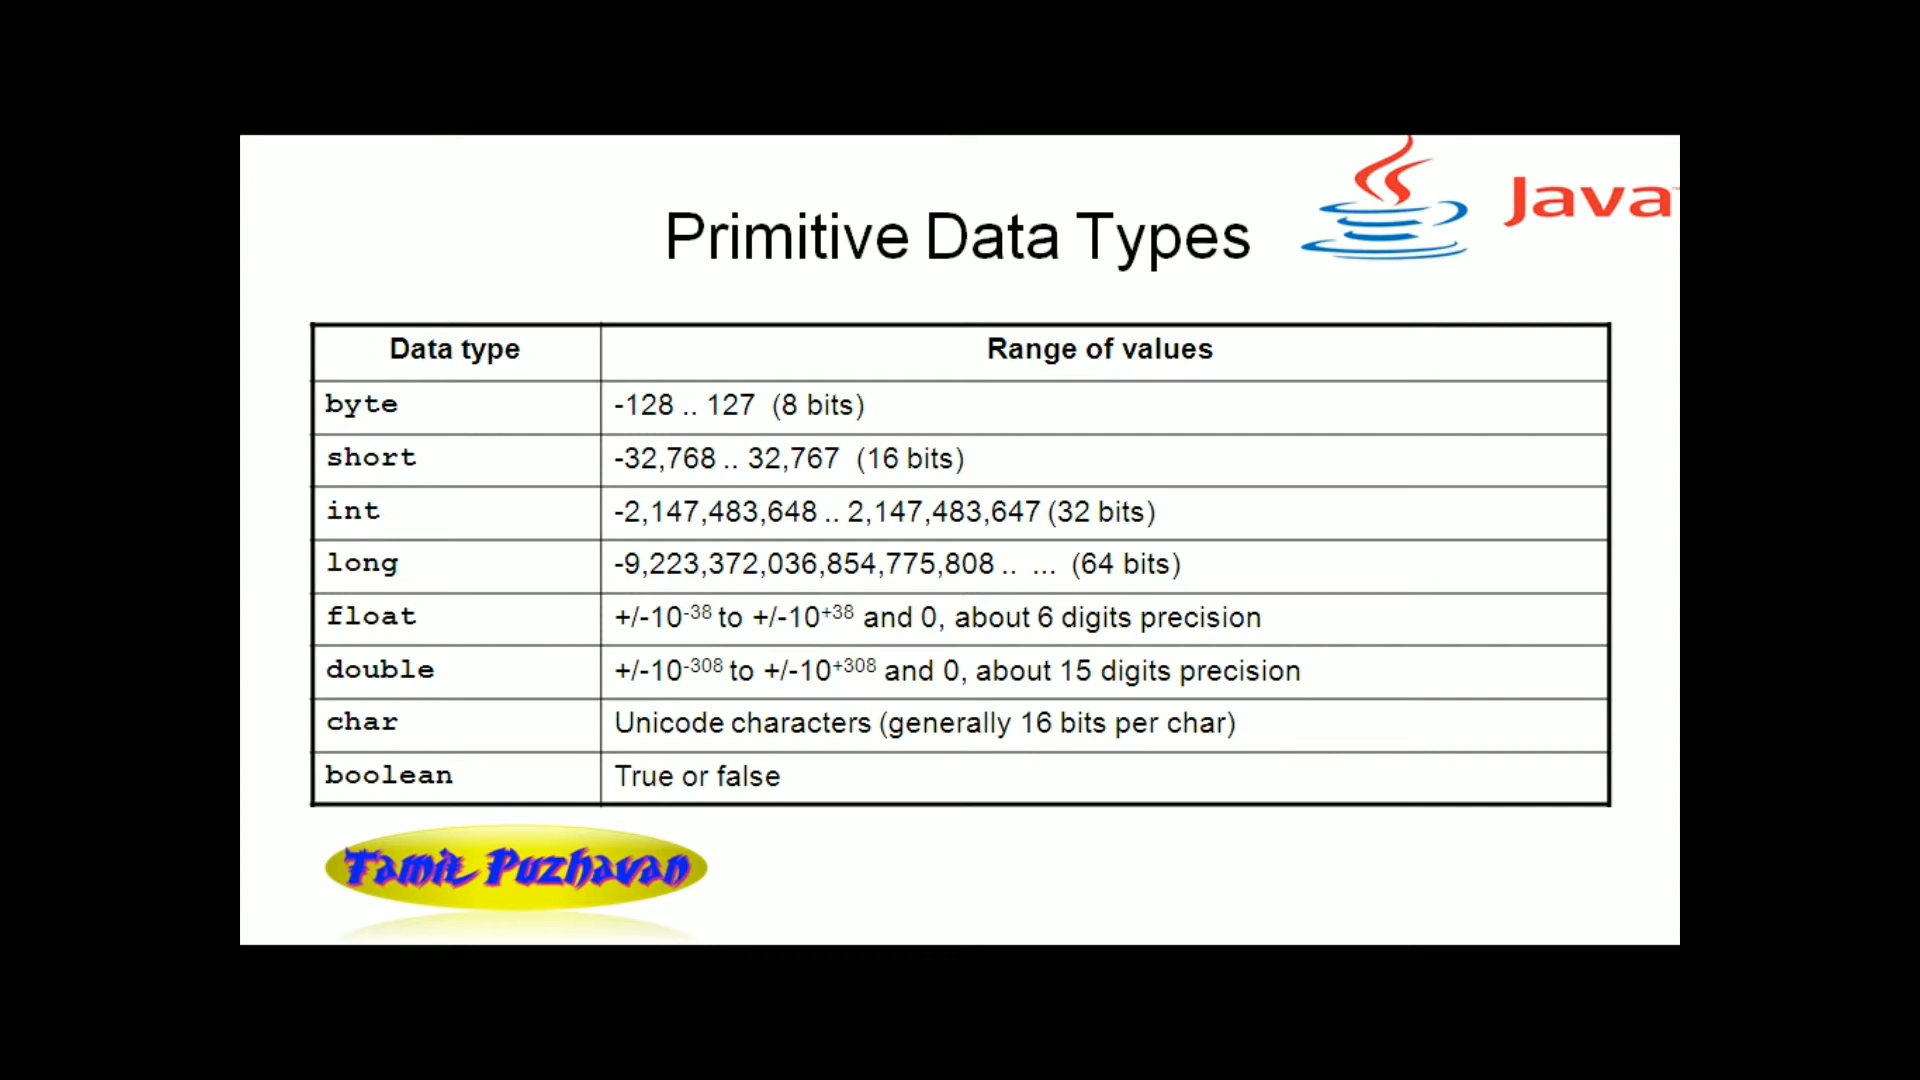 Java
Primitive Data Types
Data type Range of values
byte -128 .. 127 (8 bits)
short -32,768 .. 32,767 (16 bits)
int -2,147,483,648 .. 2,147,483,647 (32 bits)
long -9,223,372,036,854,775,808 .. ... (64 bits)
float +/-10⁻³⁸ to +/-10⁺³⁸ and 0, about 6 digits precision
double +/-10⁻³⁰⁸ to +/-10⁺³⁰⁸ and 0, about 15 digits precision
char Unicode characters (generally 16 bits per char)
boolean True or false
Tamil Puzhavan